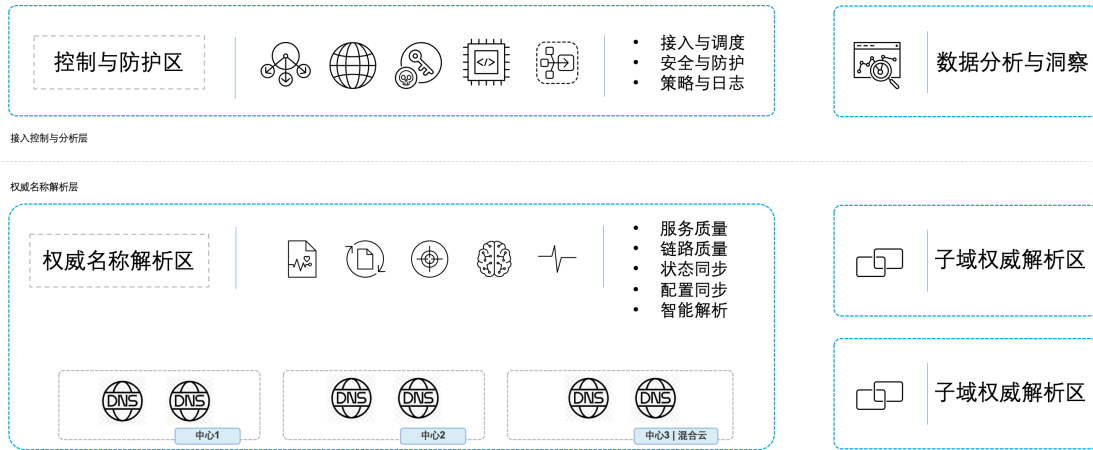 控制与防护区
</>
• 接入与调度
• 安全与防护
• 策略与日志
数据分析与洞察
接入控制与分析层
权威名称解析层
权威名称解析区
• 服务质量
• 链路质量
• 状态同步
• 配置同步
• 智能解析
子域权威解析区
子域权威解析区
DNS
DNS
中心1
DNS
DNS
中心2
DNS
DNS
中心3 | 混合云